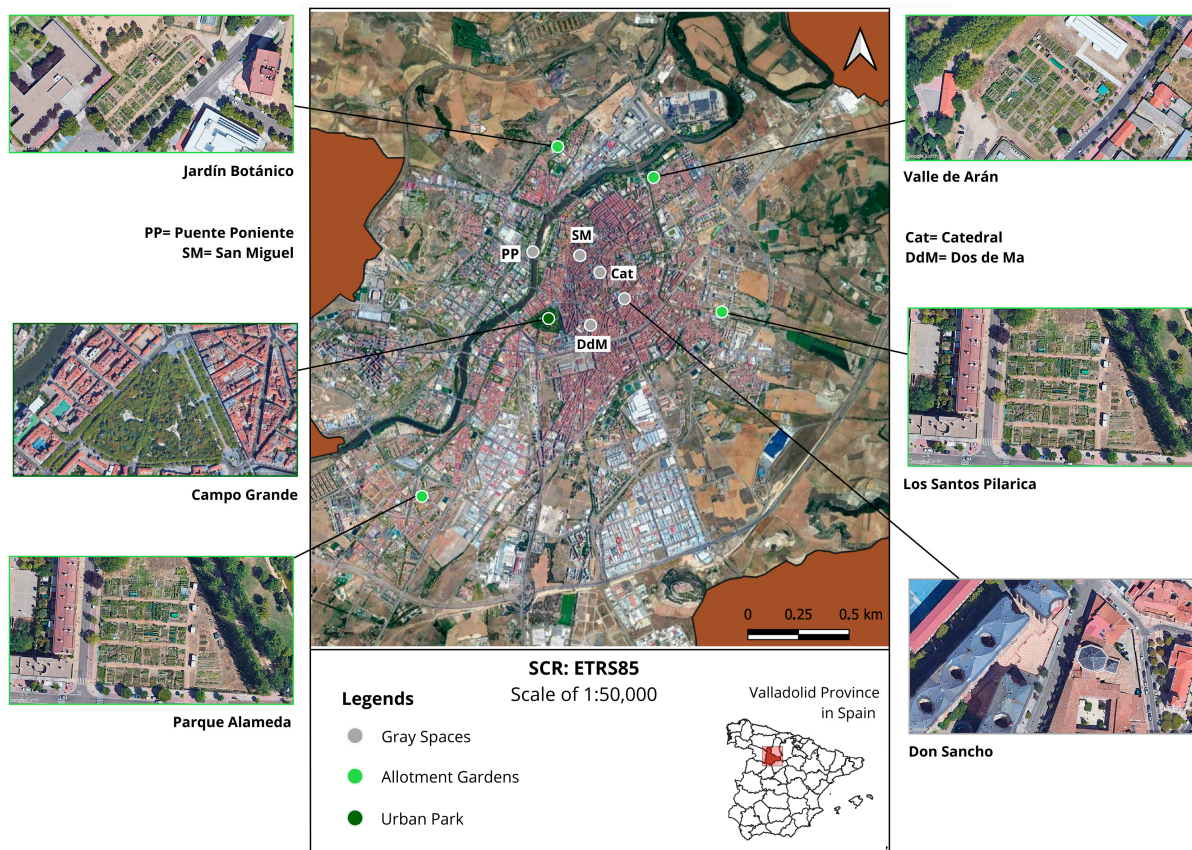 Jardín Botánico
PP= Puente Poniente
SM= San Miguel
Campo Grande
Parque Alameda
SM
PP
Cat
DdM
0 0.25 0.5 km
Valle de Arán
Cat= Catedral
DdM= Dos de Ma
Los Santos Pilarica
Don Sancho
SCR: ETRS85
Scale of 1:50,000
Legends
Gray Spaces
Allotment Gardens
Urban Park
Valladolid Province
in Spain